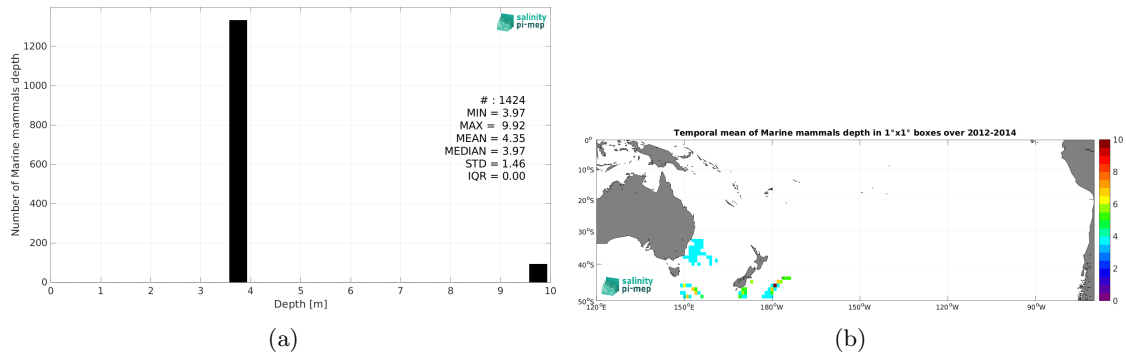 salinity
pi-mep
1200
1000
800
600
400
200
0
Number of Marine mammals depth
# : 1424
MIN = 3.97
MAX = 9.92
MEAN = 4.35
MEDIAN = 3.97
STD = 1.46
IQR = 0.00
0 1 2 3 4 5 6 7 8 9 10
Depth [m]
(a)
Temporal mean of Marine mammals depth in 1°x1° boxes over 2012-2014
0°
10°S
20°S
30°S
40°S
50°S
salinity
pi-mep
120°E 150°E 180°W 150°W 120°W 90°W
10
8
6
4
2
0
(b)